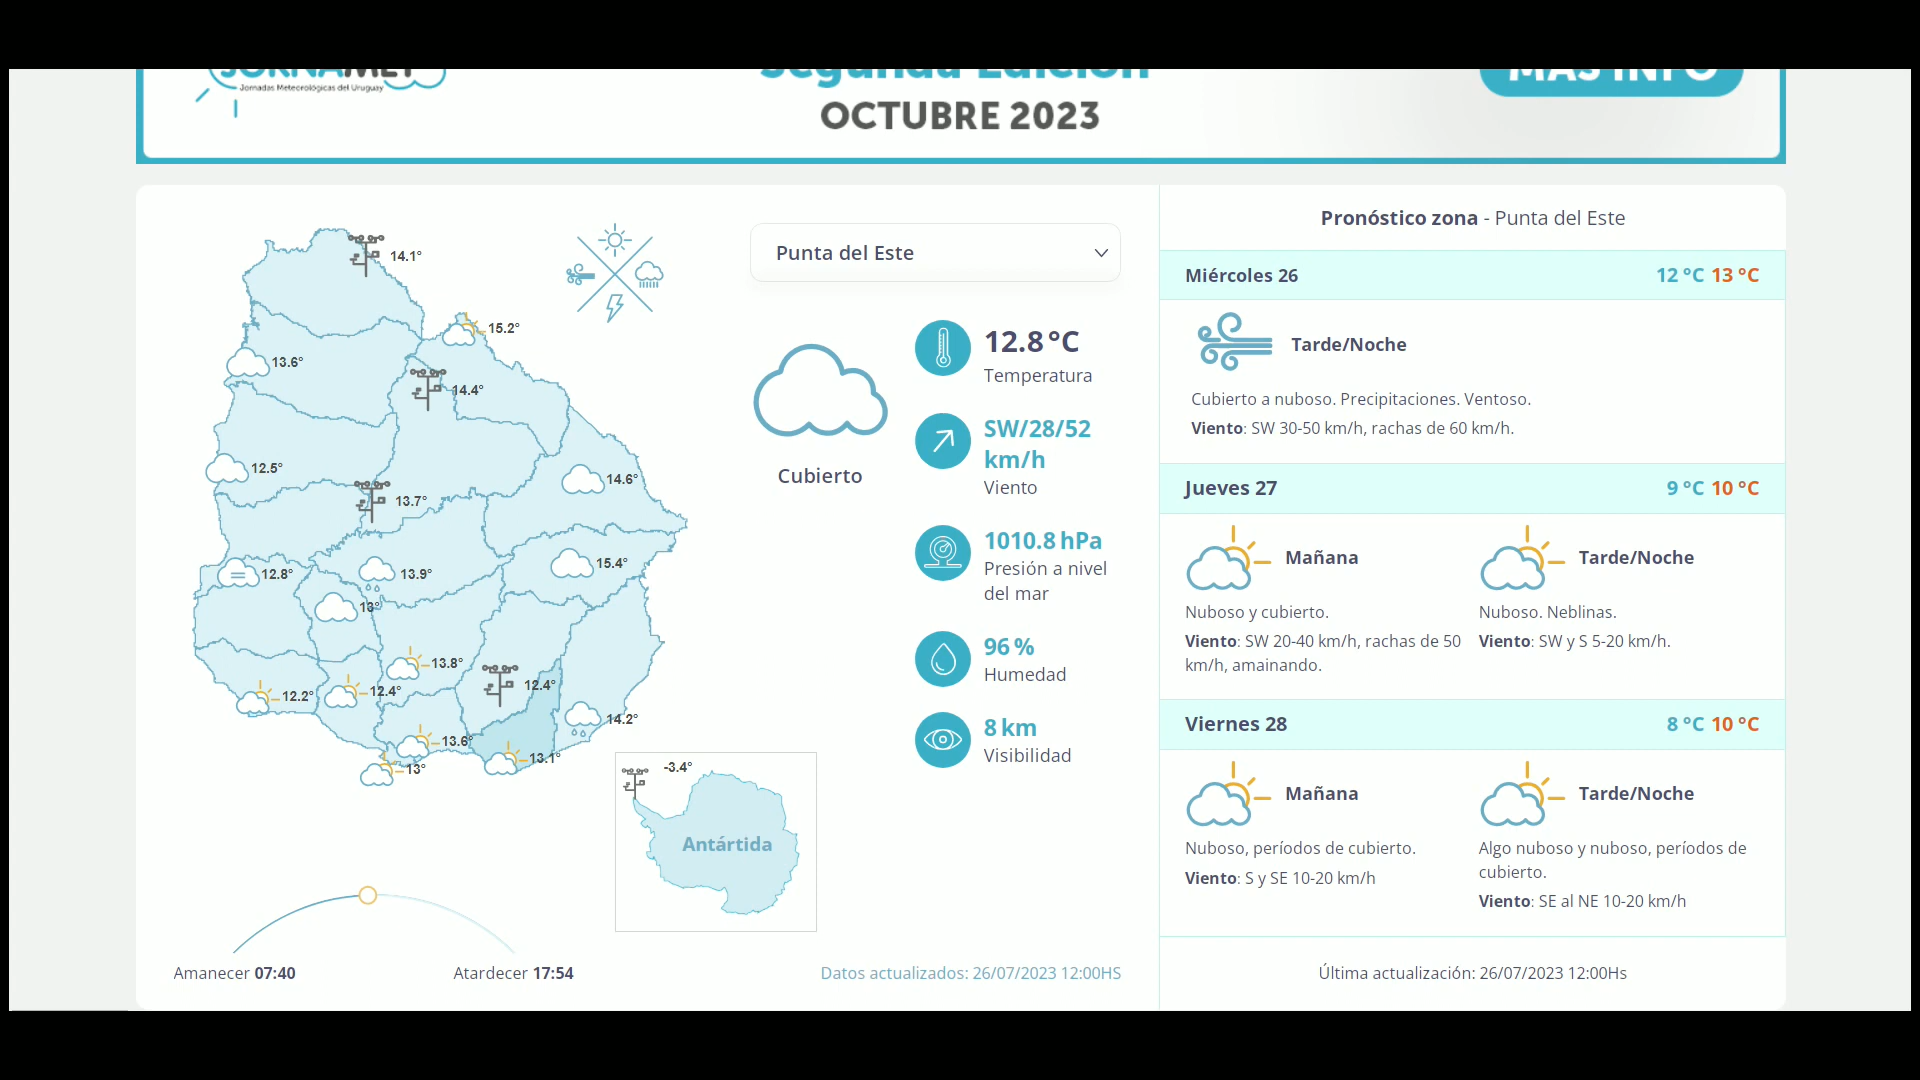 JORNAMET
Jornadas Meteorológicas del Uruguay
Segunda Edición
OCTUBRE 2023
MÁS INFO
14.1°
15.2°
13.6°
14.4°
12.5°
14.6°
13.7°
15.4°
12.8°
13.9°
13°
13.8°
12.4°
12.2°
12.4°
14.2°
13.6°
13.1°
13°
-3.4°
Antártida
Amanecer 07:40
Atardecer 17:54
Punta del Este
Cubierto
12.8 °C
Temperatura
SW/28/52
km/h
Viento
1010.8 hPa
Presión a nivel
del mar
96 %
Humedad
8 km
Visibilidad
Datos actualizados: 26/07/2023 12:00HS
Pronóstico zona - Punta del Este
Miércoles 26 12 °C 13 °C
Tarde/Noche
Cubierto a nuboso. Precipitaciones. Ventoso.
Viento: SW 30-50 km/h, rachas de 60 km/h.
Jueves 27 9 °C 10 °C
Mañana
Nuboso y cubierto.
Viento: SW 20-40 km/h, rachas de 50
km/h, amainando.
Tarde/Noche
Nuboso. Neblinas.
Viento: SW y S 5-20 km/h.
Viernes 28 8 °C 10 °C
Mañana
Nuboso, períodos de cubierto.
Viento: S y SE 10-20 km/h
Tarde/Noche
Algo nuboso y nuboso, períodos de
cubierto.
Viento: SE al NE 10-20 km/h
Última actualización: 26/07/2023 12:00Hs